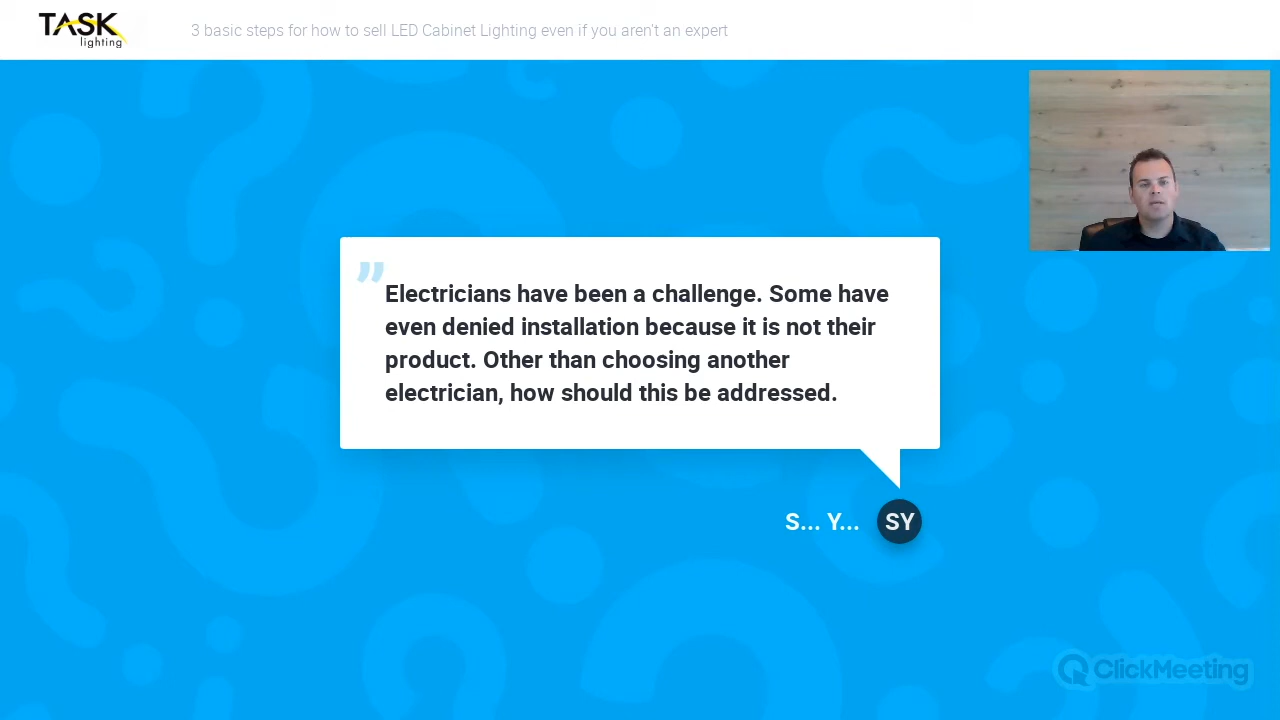 TASK
lighting
3 basic steps for how to sell LED Cabinet Lighting even if you aren't an expert
"
Electricians have been a challenge. Some have
even denied installation because it is not their
product. Other than choosing another
electrician, how should this be addressed.
S... Y... SY
ClickMeeting